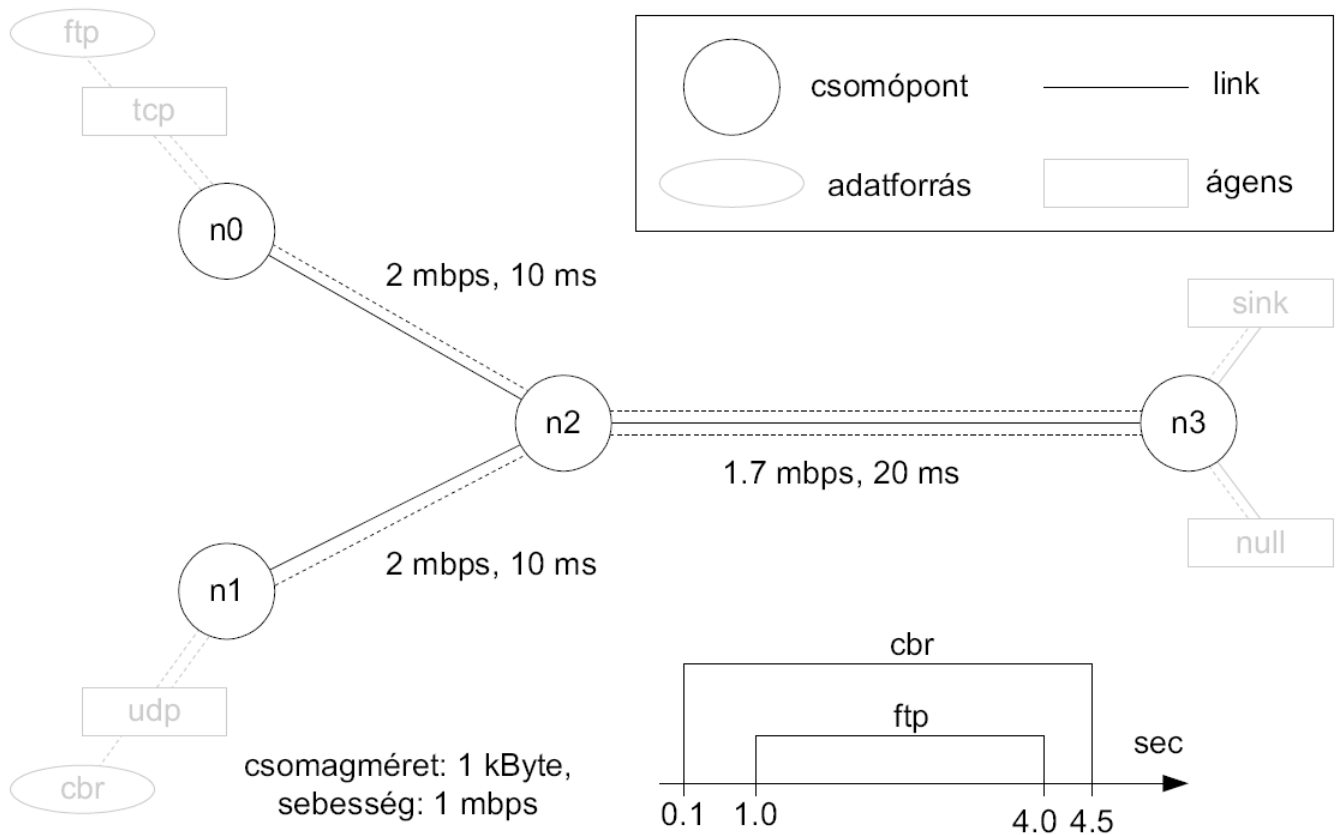 ftp
tcp
n0
2 mbps, 10 ms
csomópont
link
adatforrás
ágens
n2
1.7 mbps, 20 ms
n3
sink
null
n1
2 mbps, 10 ms
udp
cbr
csomagméret: 1 kByte,
sebesség: 1 mbps
cbr
ftp
sec
0.1
1.0
4.0
4.5